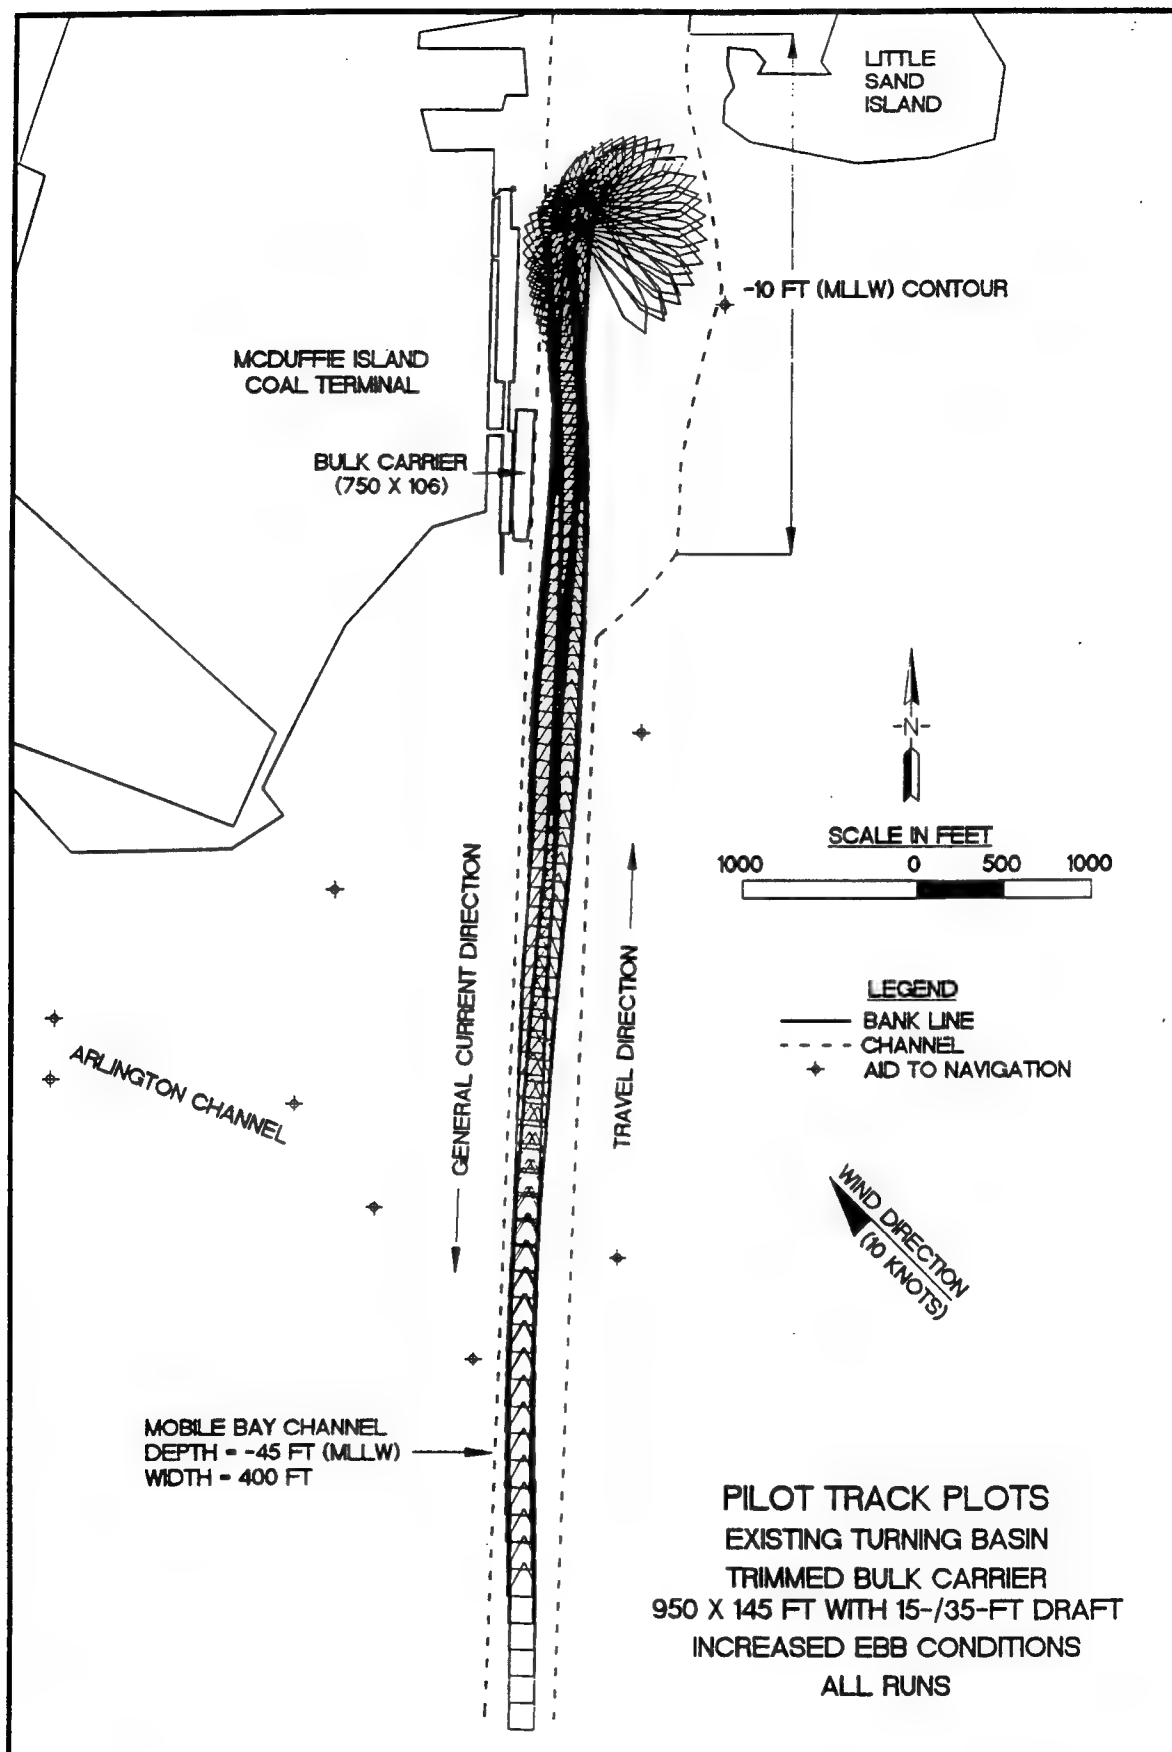 LITTLE
SAND
ISLAND
-10 FT (MLLW) CONTOUR
MCDUFFIE ISLAND
COAL TERMINAL
BULK CARRIER
(750 X 106)
-N-
SCALE IN FEET
1000 0 500 1000
GENERAL CURRENT DIRECTION
TRAVEL DIRECTION
LEGEND
BANK LINE
CHANNEL
AID TO NAVIGATION
ARLINGTON CHANNEL
WIND DIRECTION
(10 KNOTS)
MOBILE BAY CHANNEL
DEPTH = -45 FT (MLLW)
WIDTH = 400 FT
PILOT TRACK PLOTS
EXISTING TURNING BASIN
TRIMMED BULK CARRIER
950 X 145 FT WITH 15-/35-FT DRAFT
INCREASED EBB CONDITIONS
ALL RUNS